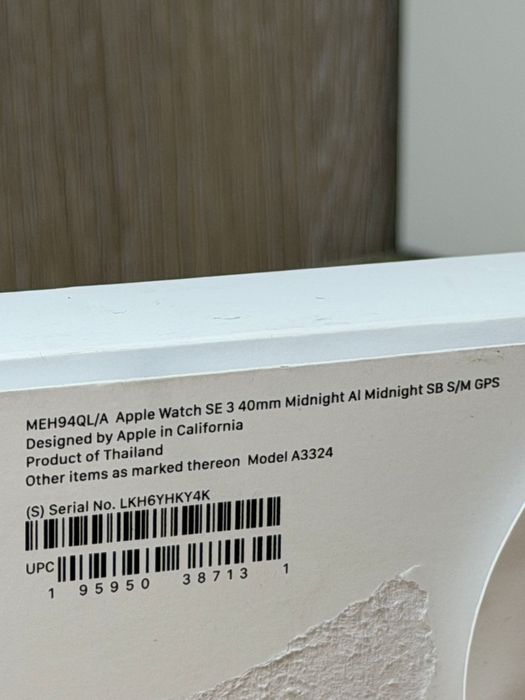 MEH94QL/A Apple Watch SE 3 40mm Midnight Al Midnight SB S/M GPS
Designed by Apple in California
Product of Thailand
Other items as marked thereon Model A3324
(S) Serial No. LKH6YHKY4K
UPC
1 95950 38713 1